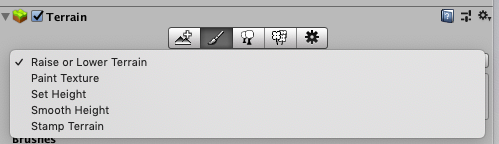 Terrain
Raise or Lower Terrain
Paint Texture
Set Height
Smooth Height
Stamp Terrain
Brushes